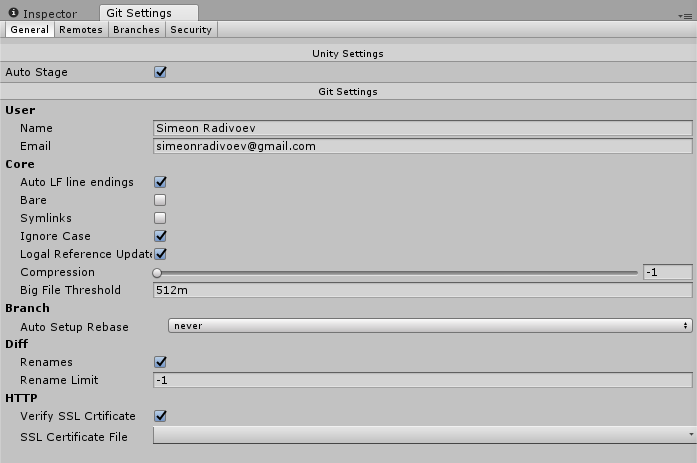 Inspector Git Settings
General Remotes Branches Security
Unity Settings
Auto Stage
Git Settings
User
Name Simeon Radivoev
Email simeonradivoev@gmail.com
Core
Auto LF line endings
Bare
Symlinks
Ignore Case
Logal Reference Update
Compression -1
Big File Threshold 512m
Branch
Auto Setup Rebase never
Diff
Renames
Rename Limit -1
HTTP
Verify SSL Crtificate
SSL Certificate File